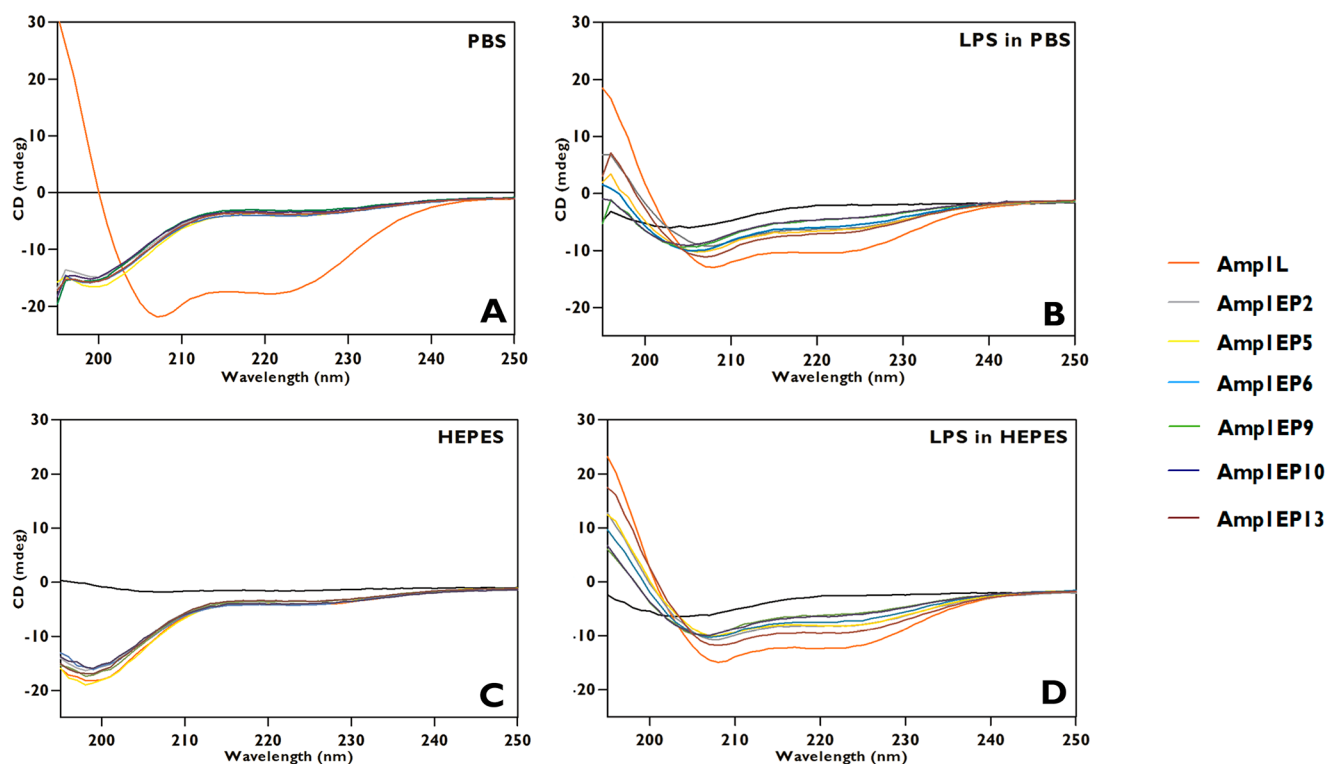 30
20
10
0
-10
-20
CD (mdeg)
PBS
A
200 210 220 230 240 250
Wavelength (nm)
30
20
10
0
-10
-20
CD (mdeg)
LPS in PBS
B
200 210 220 230 240 250
Wavelength (nm)
30
20
10
0
-10
-20
CD (mdeg)
HEPES
C
200 210 220 230 240 250
Wavelength (nm)
30
20
10
0
-10
-20
CD (mdeg)
LPS in HEPES
D
200 210 220 230 240 250
Wavelength (nm)
Amp1L
Amp1EP2
Amp1EP5
Amp1EP6
Amp1EP9
Amp1EP10
Amp1EP13